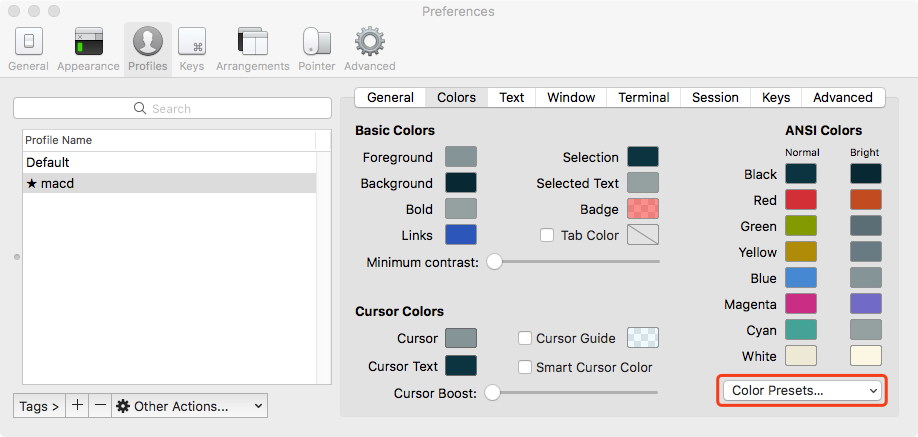 Preferences
General Appearance Profiles Keys Arrangements Pointer Advanced
Search
Profile Name
Default
★ macd
Tags > + − Other Actions...
General Colors Text Window Terminal Session Keys Advanced
Basic Colors
Foreground Selection
Background Selected Text
Bold Badge
Links Tab Color
Minimum contrast:
Cursor Colors
Cursor Cursor Guide
Cursor Text Smart Cursor Color
Cursor Boost:
ANSI Colors
Normal Bright
Black
Red
Green
Yellow
Blue
Magenta
Cyan
White
Color Presets...